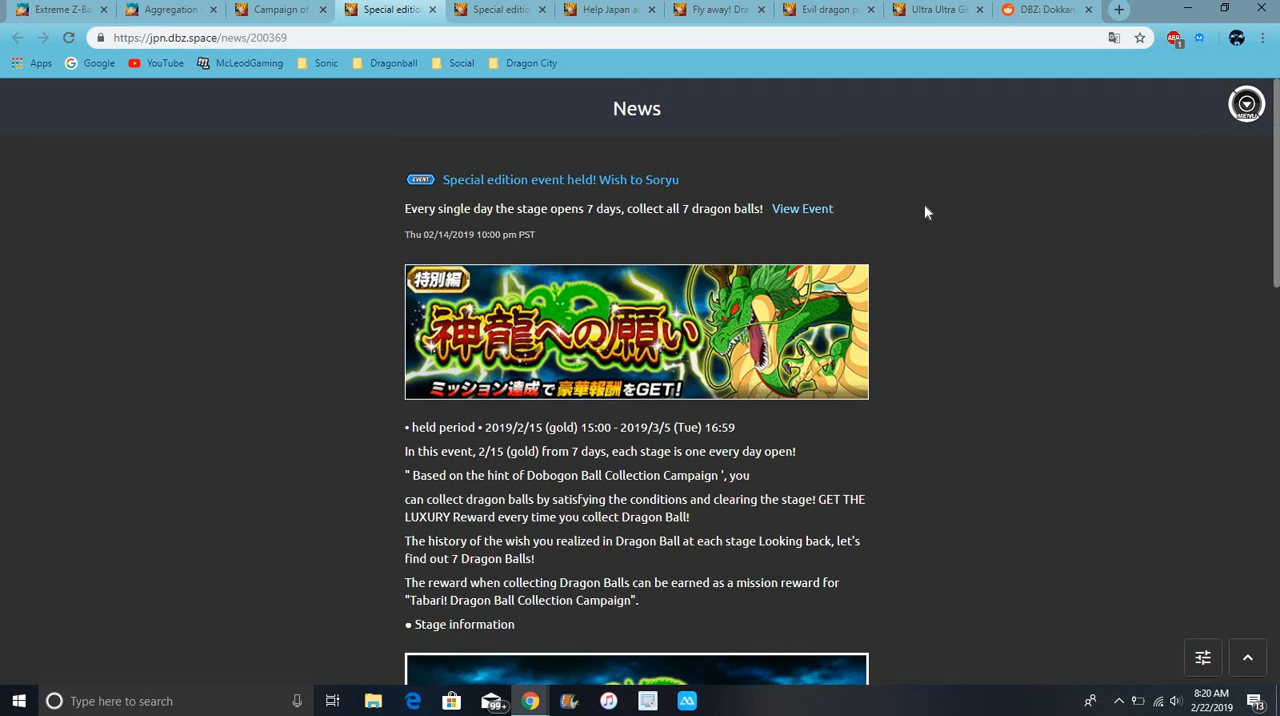 Extreme Z-Ba
Aggregation
Campaign of
Special editio
Special editio
Help Japan a
Fly away! Dra
Evil dragon p
Ultra Ultra Ge
DBZ: Dokkan
https://jpn.dbz.space/news/200369
ABP
1
Apps
Google
YouTube
McLeodGaming
Sonic
Dragonball
Social
Dragon City
News
MENU
EVENT Special edition event held! Wish to Soryu
Every single day the stage opens 7 days, collect all 7 dragon balls! View Event
Thu 02/14/2019 10:00 pm PST
特別編
神龍への願い
ミッション達成で豪華報酬をGET!
• held period • 2019/2/15 (gold) 15:00 - 2019/3/5 (Tue) 16:59
In this event, 2/15 (gold) from 7 days, each stage is one every day open!
" Based on the hint of Dobogon Ball Collection Campaign ', you
can collect dragon balls by satisfying the conditions and clearing the stage! GET THE
LUXURY Reward every time you collect Dragon Ball!
The history of the wish you realized in Dragon Ball at each stage Looking back, let's
find out 7 Dragon Balls!
The reward when collecting Dragon Balls can be earned as a mission reward for
"Tabari! Dragon Ball Collection Campaign".
● Stage information
Type here to search
99+
8:20 AM
2/22/2019
13